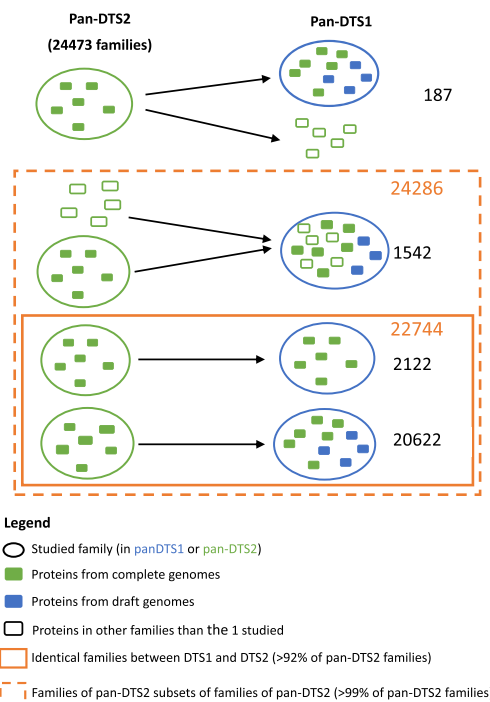 Pan-DTS2
(24473 families)
Pan-DTS1
187
24286
1542
22744
2122
20622
Legend
Studied family (in panDTS1 or pan-DTS2)
Proteins from complete genomes
Proteins from draft genomes
Proteins in other families than the 1 studied
Identical families between DTS1 and DTS2 (>92% of pan-DTS2 families)
Families of pan-DTS2 subsets of families of pan-DTS2 (>99% of pan-DTS2 families